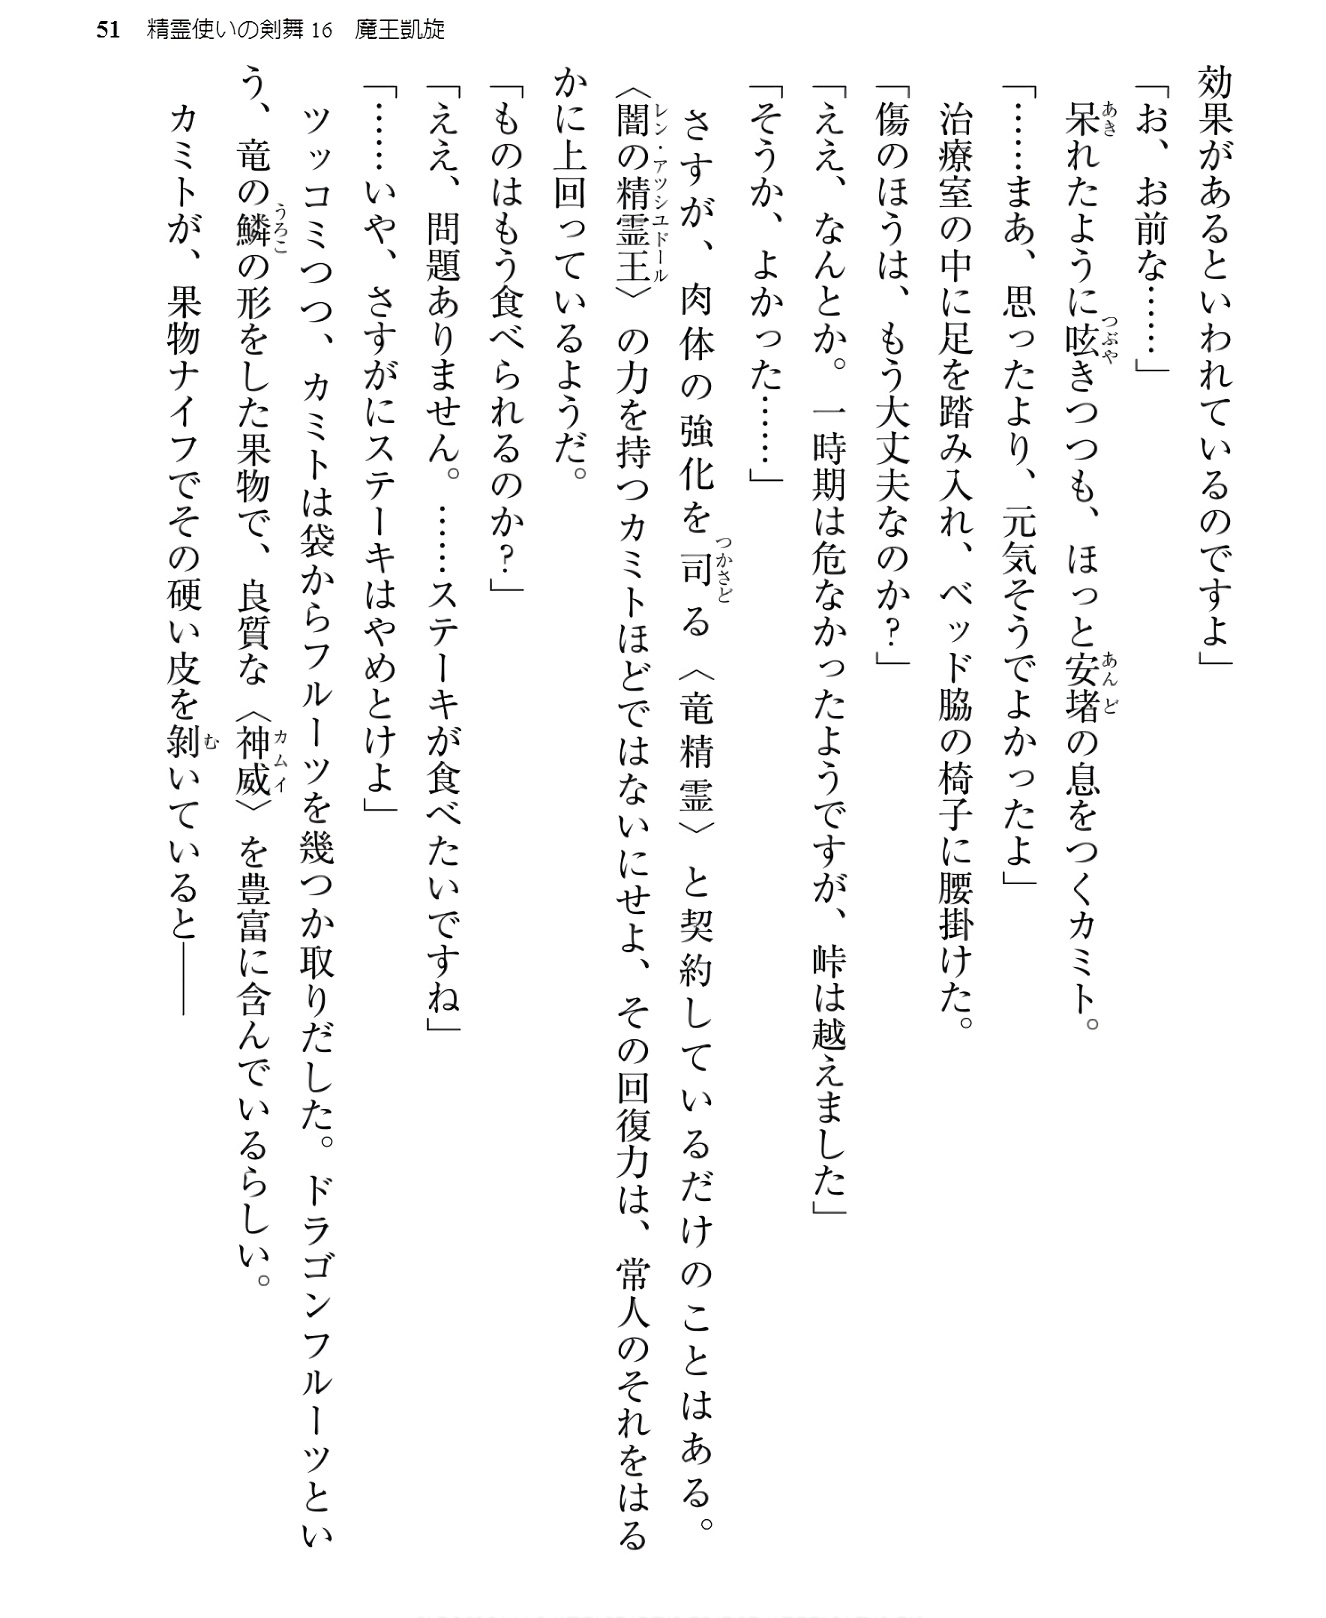 51 精霊使いの剣舞16 魔王凱旋
効果があるといわれているのですよ」
「お、お前な……」
呆れたように呟きつつも、ほっと安堵の息をつくカミト。
「……まあ、思ったより、元気そうでよかったよ」
治療室の中に足を踏み入れ、ベッド脇の椅子に腰掛けた。
「傷のほうは、もう大丈夫なのか?」
「ええ、なんとか。一時期は危なかったようですが、峠は越えました」
「そうか、よかった……」
さすが、肉体の強化を司る〈竜精霊〉と契約しているだけのことはある。
〈闇の精霊王〉の力を持つカミトほどではないにせよ、その回復力は、常人のそれをはる
かに上回っているようだ。
「ものはもう食べられるのか?」
「ええ、問題ありません。……ステーキが食べたいですね」
「……いや、さすがにステーキはやめとけよ」
ツッコミつつ、カミトは袋からフルーツを幾つか取りだした。ドラゴンフルーツとい
う、竜の鱗の形をした果物で、良質な〈神威〉を豊富に含んでいるらしい。
カミトが、果物ナイフでその硬い皮を剝いていると――